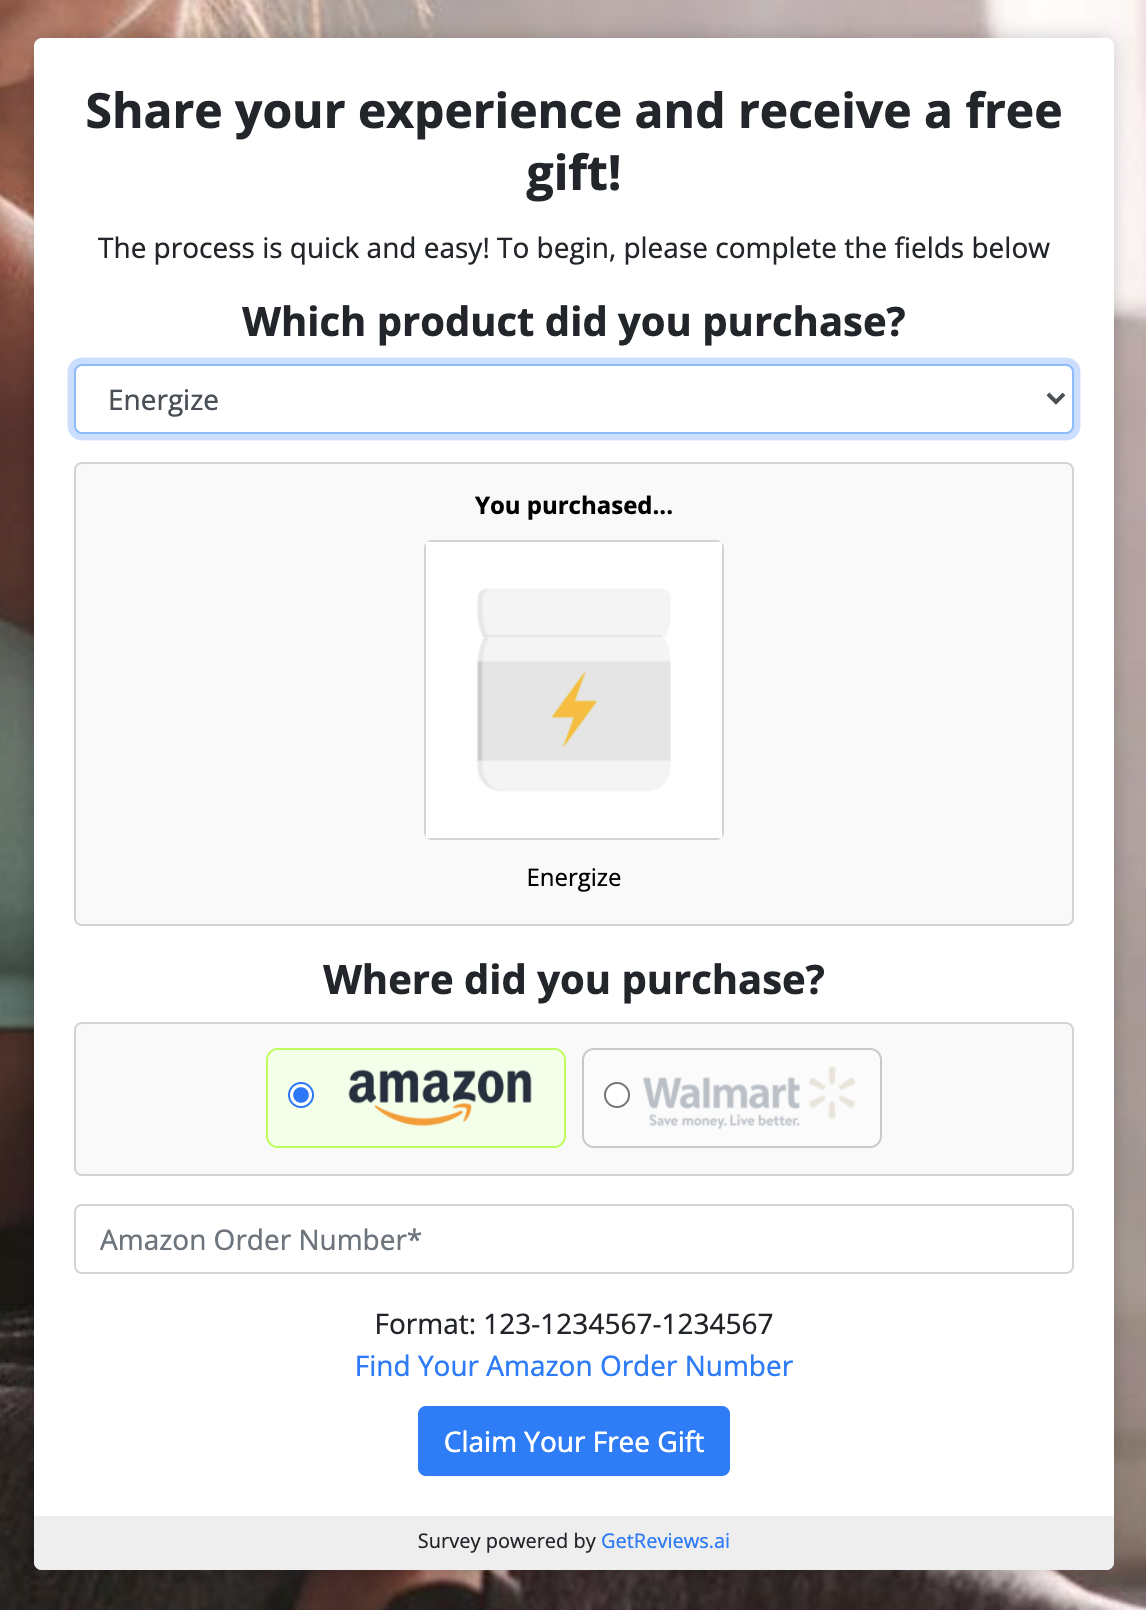 Share your experience and receive a free
gift!
The process is quick and easy! To begin, please complete the fields below
Which product did you purchase?
Energize
You purchased...
Energize
Where did you purchase?
amazon
Walmart
Save money. Live better.
Amazon Order Number*
Format: 123-1234567-1234567
Find Your Amazon Order Number
Claim Your Free Gift
Survey powered by GetReviews.ai